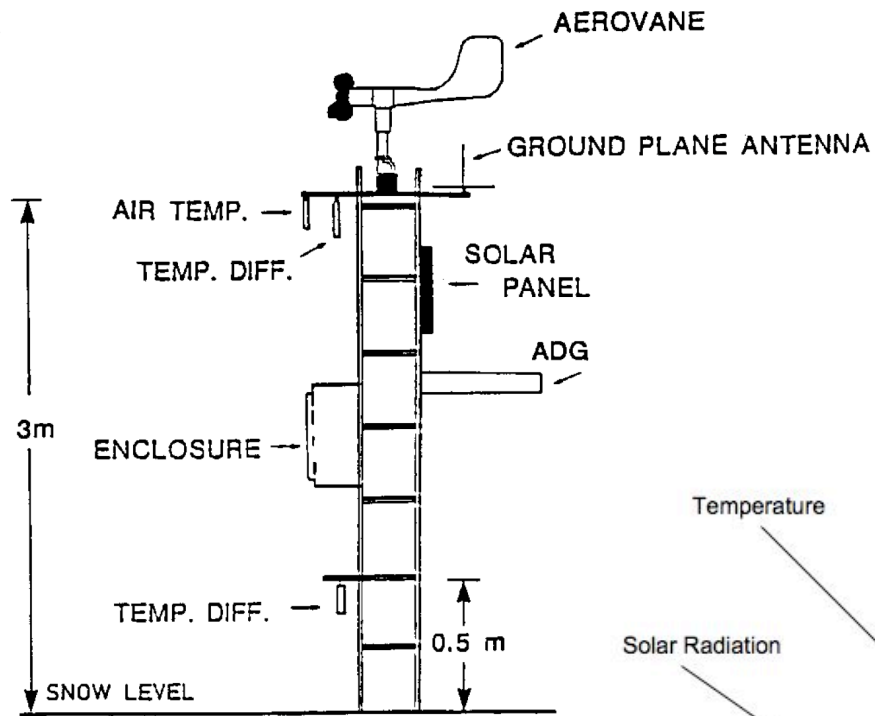 AEROVANE
GROUND PLANE ANTENNA
AIR TEMP.
TEMP. DIFF.
SOLAR
PANEL
ADG
3m
ENCLOSURE
Temperature
TEMP. DIFF.
0.5 m
Solar Radiation
SNOW LEVEL